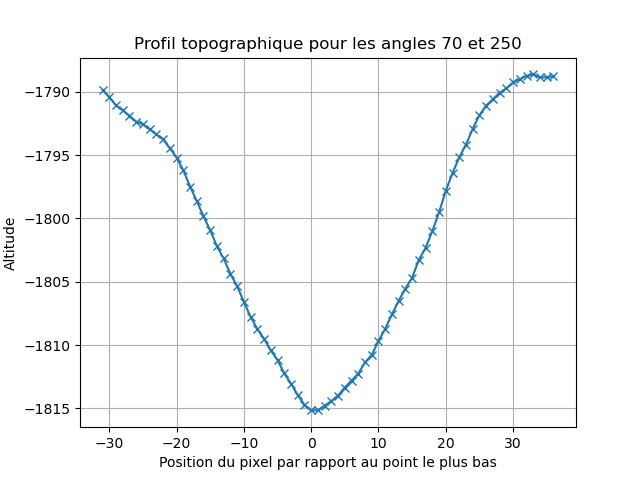 Profil topographique pour les angles 70 et 250
Altitude
−1790
−1795
−1800
−1805
−1810
−1815
−30 −20 −10 0 10 20 30
Position du pixel par rapport au point le plus bas